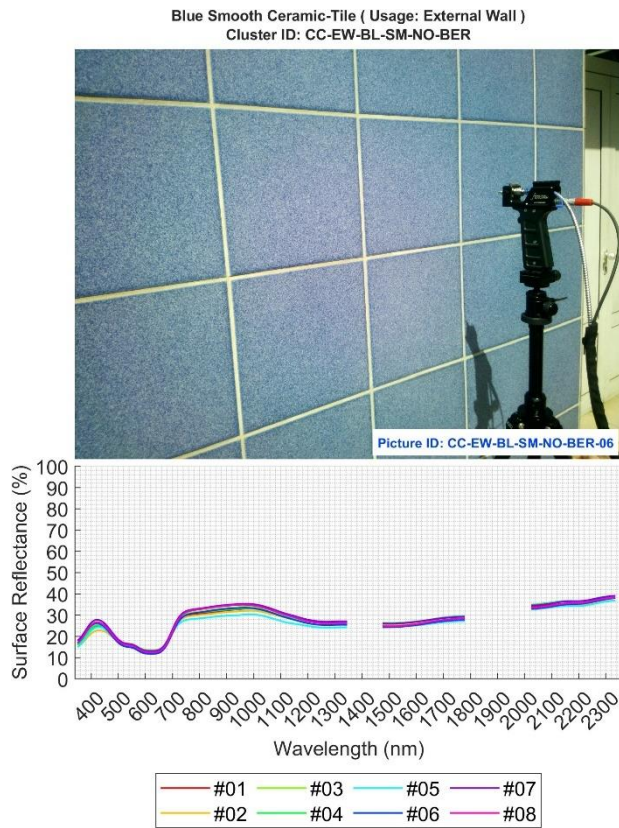 Blue Smooth Ceramic-Tile ( Usage: External Wall )
Cluster ID: CC-EW-BL-SM-NO-BER
Picture ID: CC-EW-BL-SM-NO-BER-06
Surface Reflectance (%)
100
90
80
70
60
50
40
30
20
10
0
400 500 600 700 800 900 1000 1100 1200 1300 1400 1500 1600 1700 1800 1900 2000 2100 2200 2300
Wavelength (nm)
#01 #03 #05 #07
#02 #04 #06 #08